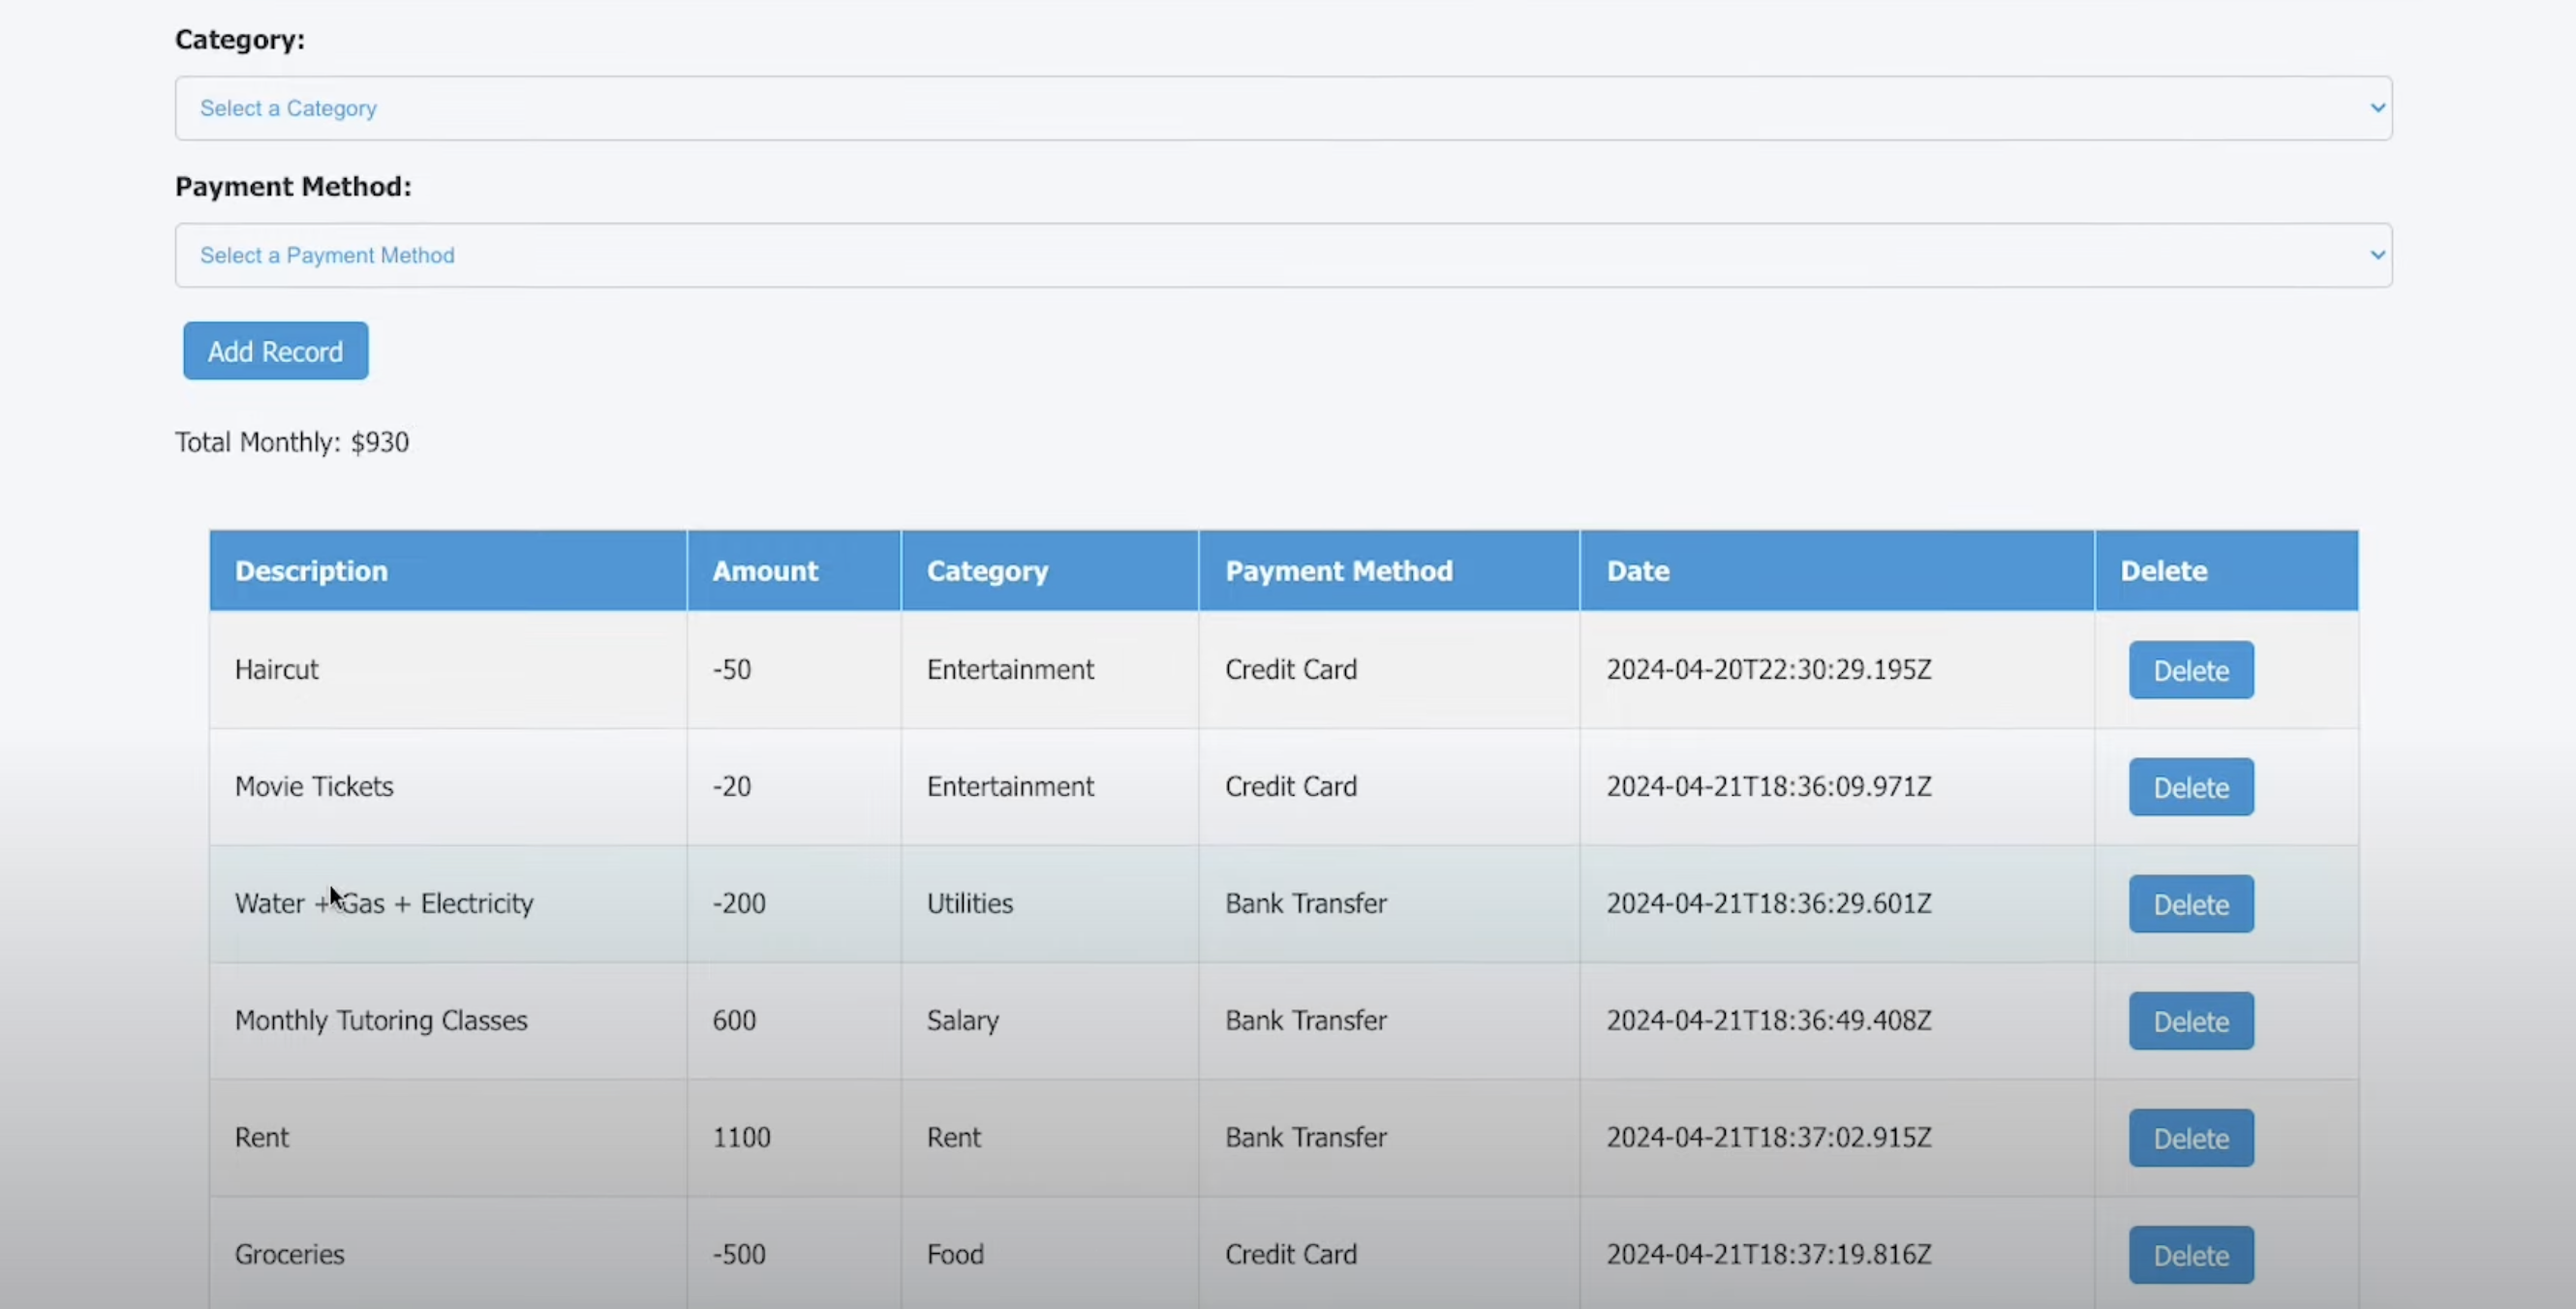 Category:
Select a Category
Payment Method:
Select a Payment Method
Add Record
Total Monthly: $930
Description Amount Category Payment Method Date Delete
Haircut -50 Entertainment Credit Card 2024-04-20T22:30:29.195Z Delete
Movie Tickets -20 Entertainment Credit Card 2024-04-21T18:36:09.971Z Delete
Water + Gas + Electricity -200 Utilities Bank Transfer 2024-04-21T18:36:29.601Z Delete
Monthly Tutoring Classes 600 Salary Bank Transfer 2024-04-21T18:36:49.408Z Delete
Rent 1100 Rent Bank Transfer 2024-04-21T18:37:02.915Z Delete
Groceries -500 Food Credit Card 2024-04-21T18:37:19.816Z Delete